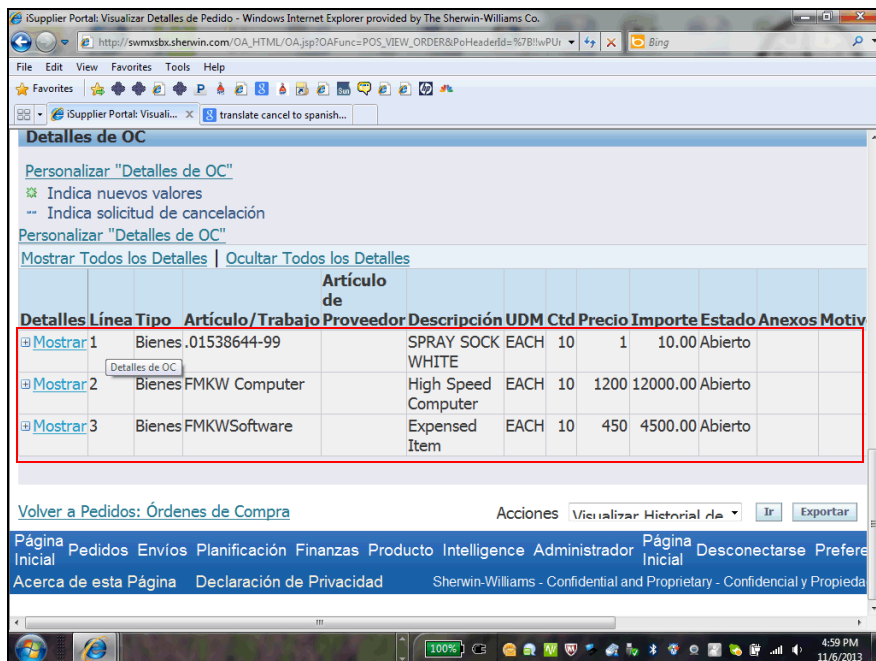 iSupplier Portal: Visualizar Detalles de Pedido - Windows Internet Explorer provided by The Sherwin-Williams Co.
http://swmxsbx.sherwin.com/OA_HTML/OA.jsp?OAFunc=POS_VIEW_ORDER&PoHeaderId=%7B!!wPUr
Bing
File Edit View Favorites Tools Help
Favorites
iSupplier Portal: Visuali...
translate cancel to spanish...
Detalles de OC
Personalizar "Detalles de OC"
Indica nuevos valores
Indica solicitud de cancelación
Personalizar "Detalles de OC"
Mostrar Todos los Detalles | Ocultar Todos los Detalles
Detalles Línea Tipo Artículo/Trabajo Artículo de Proveedor Descripción UDM Ctd Precio Importe Estado Anexos Motiv
Mostrar 1 Bienes .01538644-99 SPRAY SOCK WHITE EACH 10 1 10.00 Abierto
Detalles de OC
Mostrar 2 Bienes FMKW Computer High Speed Computer EACH 10 1200 12000.00 Abierto
Mostrar 3 Bienes FMKWSoftware Expensed Item EACH 10 450 4500.00 Abierto
Volver a Pedidos: Órdenes de Compra
Acciones Visualizar Historial de Ir Exportar
Página Inicial Pedidos Envíos Planificación Finanzas Producto Intelligence Administrador Página Inicial Desconectarse Prefere
Acerca de esta Página Declaración de Privacidad Sherwin-Williams - Confidential and Proprietary - Confidencial y Propieda
100%
4:59 PM
11/6/2013